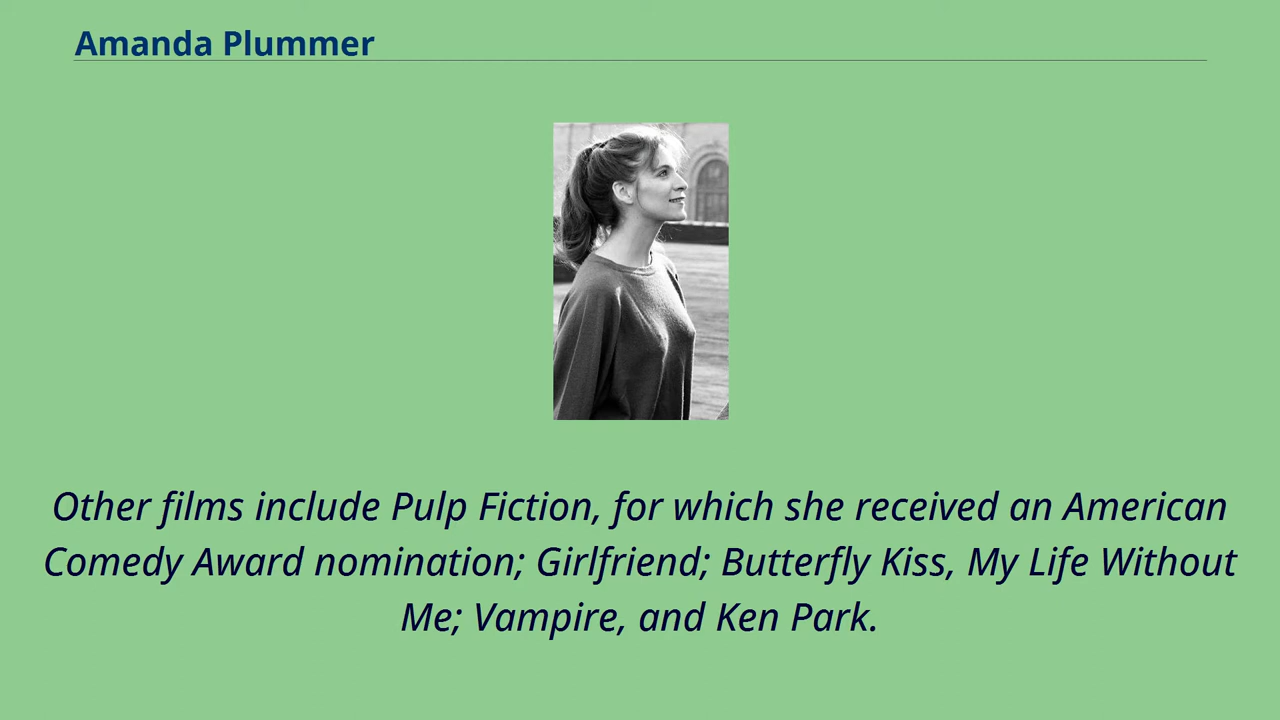 Amanda Plummer
Other films include Pulp Fiction, for which she received an American
Comedy Award nomination; Girlfriend; Butterfly Kiss, My Life Without
Me; Vampire, and Ken Park.